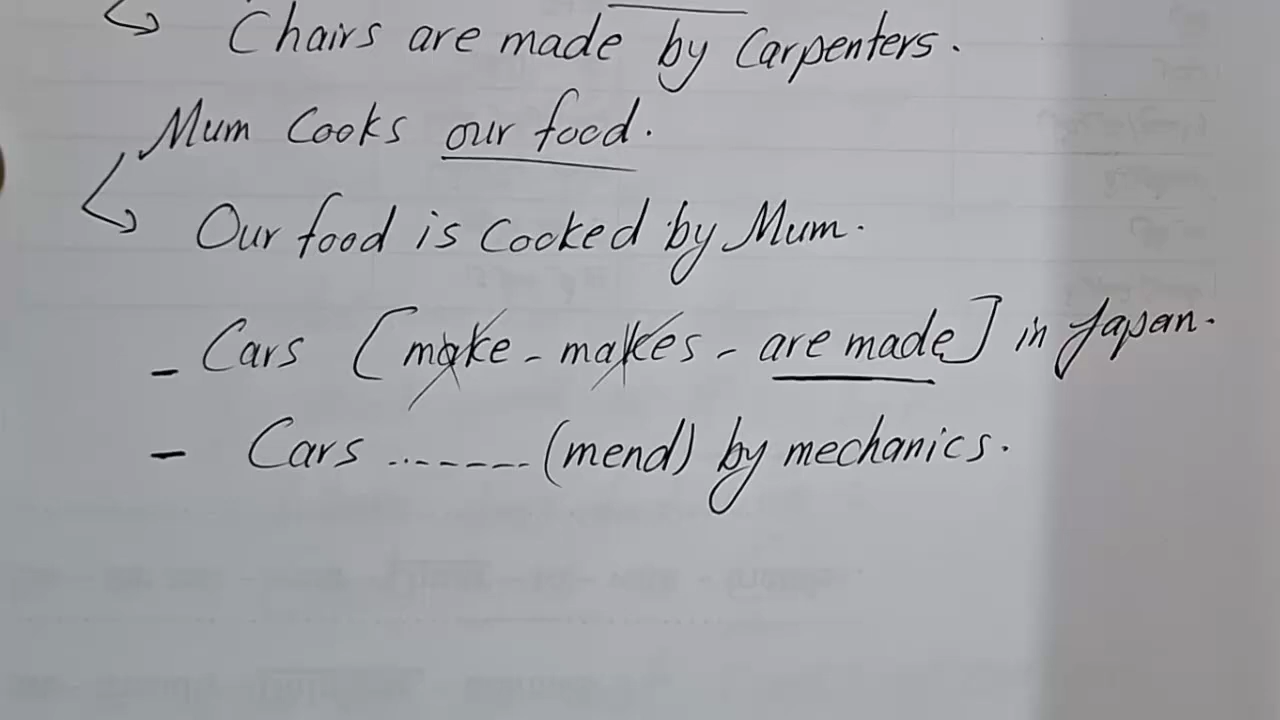 Chairs are made by Carpenters.
Mum Cooks our food.
Our food is Cooked by Mum.
- Cars [make - makes - are made] in Japan.
- Cars ....... (mend) by mechanics.